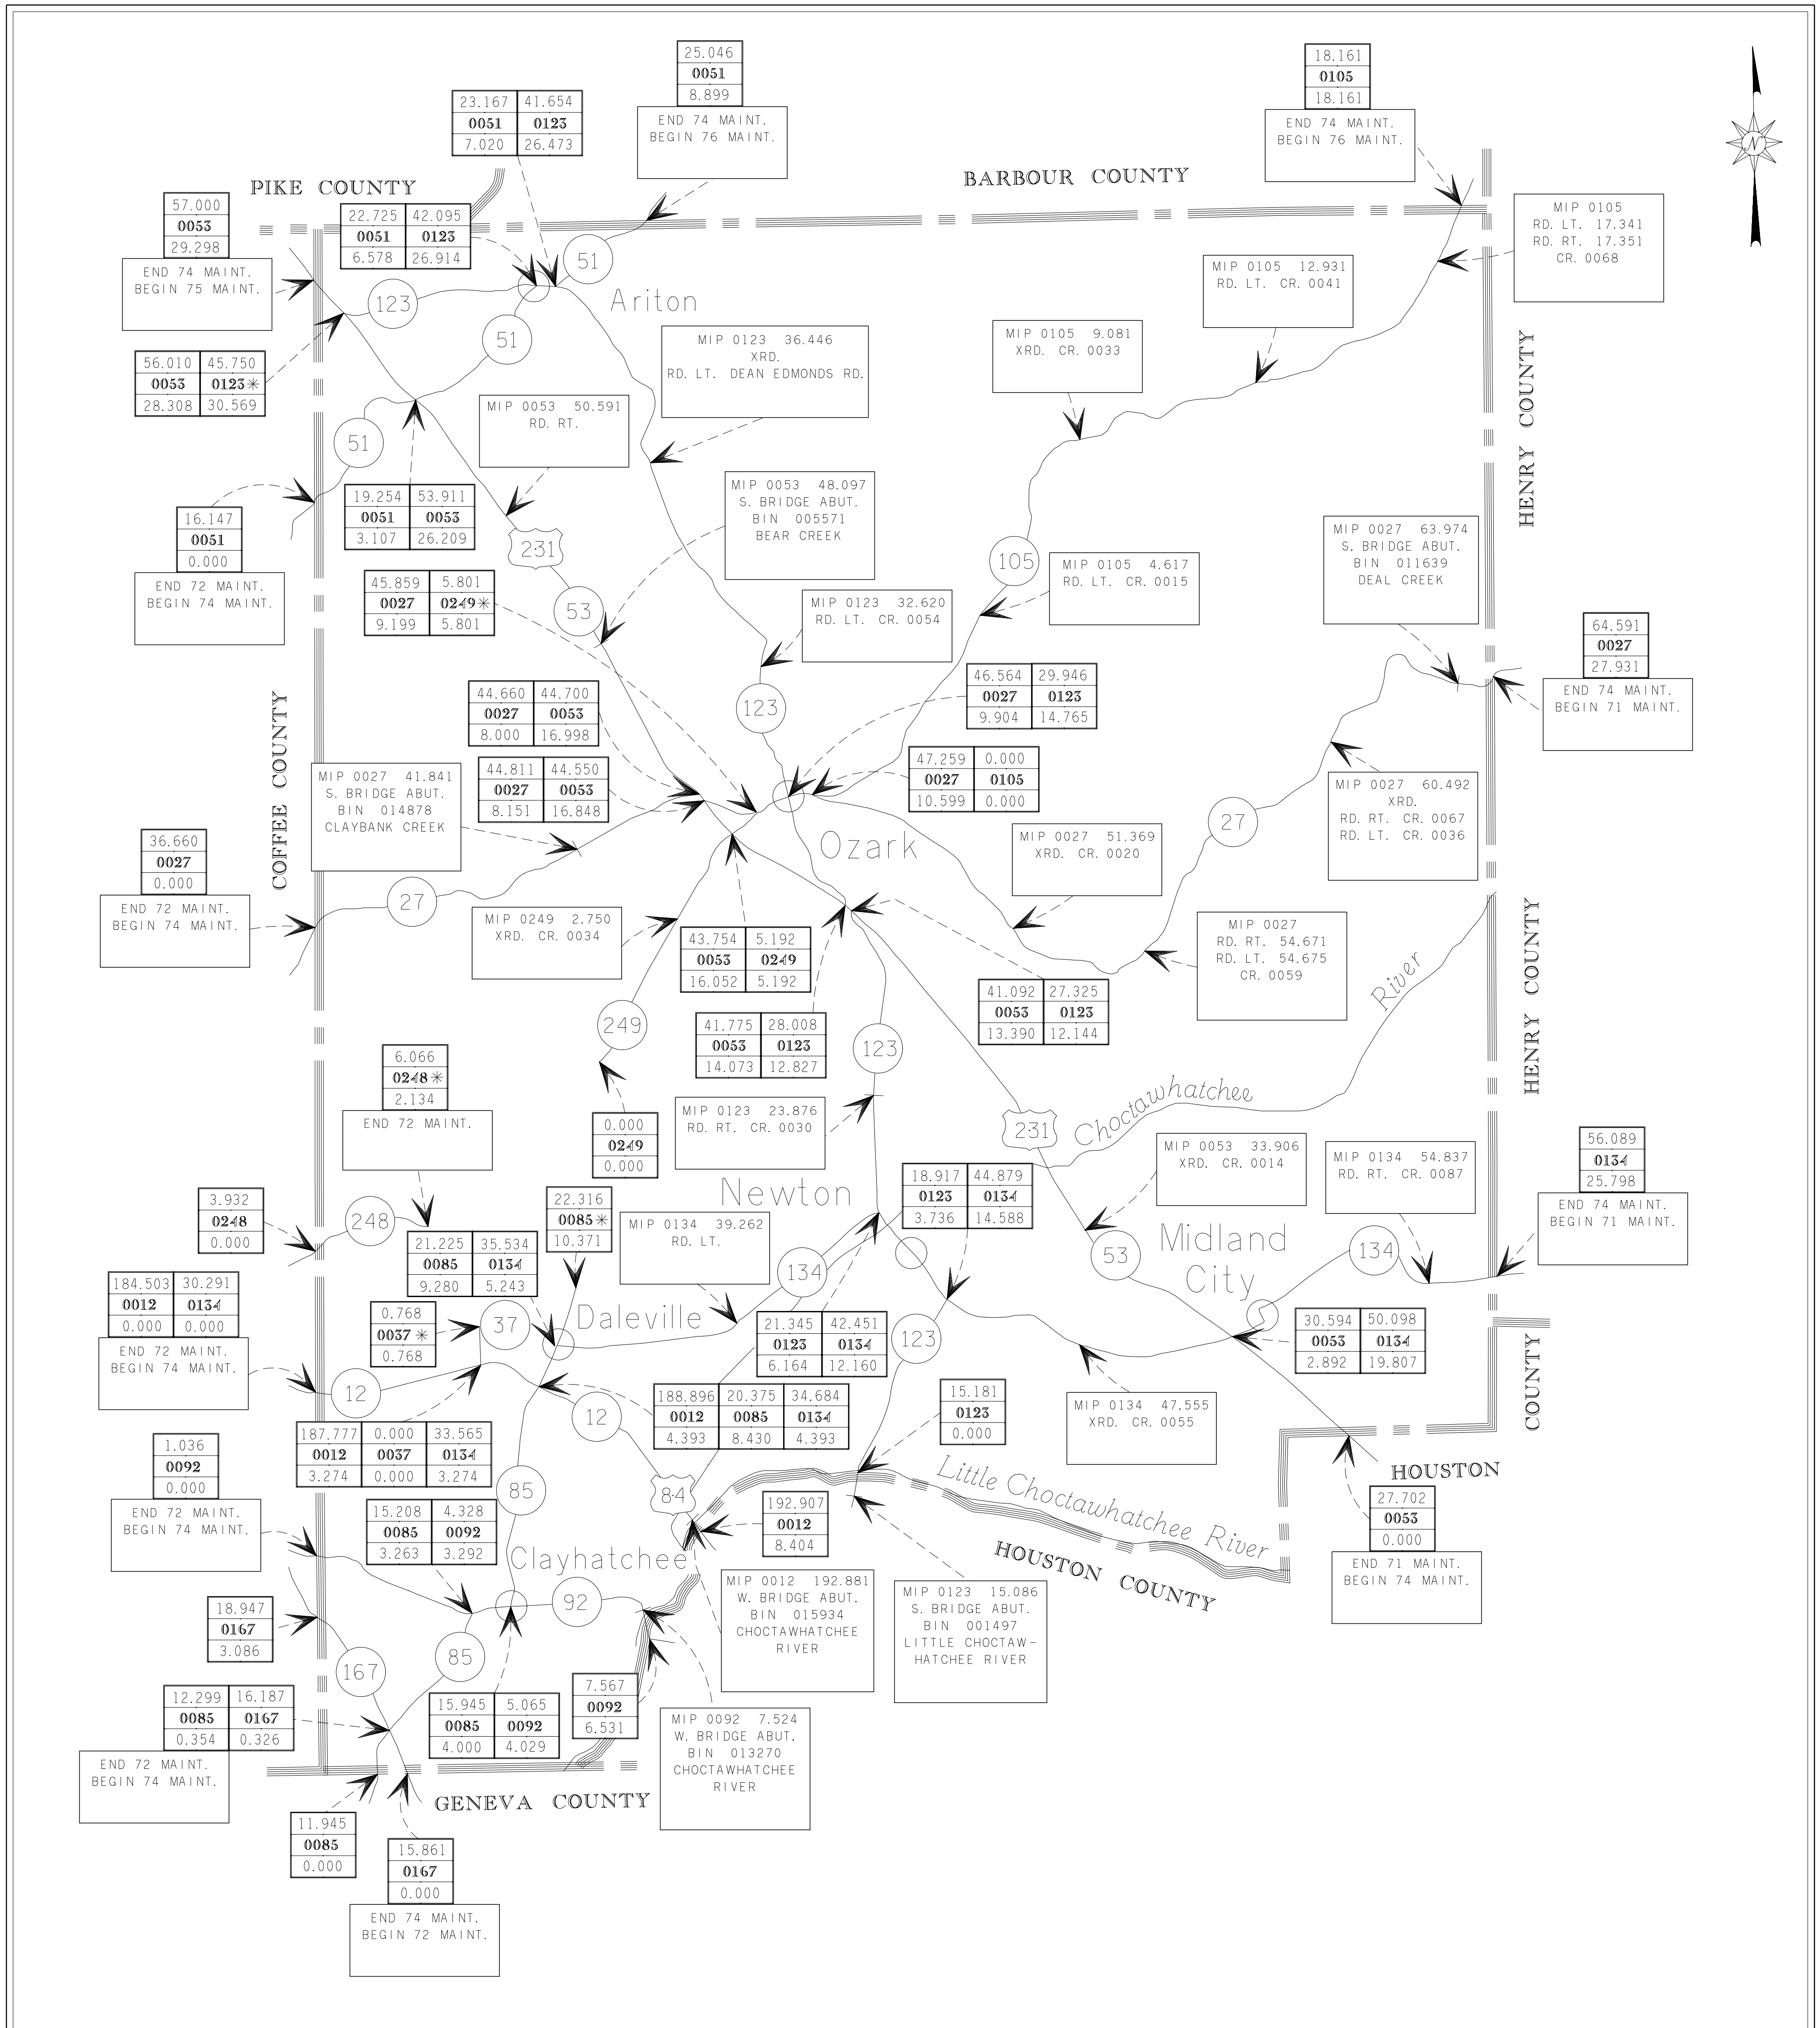 25.046
0051
8.899
END 74 MAINT.
BEGIN 76 MAINT.
18.161
0105
18.161
END 74 MAINT.
BEGIN 76 MAINT.
N
23.167 41.654
0051 0123
7.020 26.473
PIKE COUNTY
BARBOUR COUNTY
57.000
0053
29.298
END 74 MAINT.
BEGIN 75 MAINT.
22.725 42.095
0051 0123
6.578 26.914
MIP 0105
RD. LT. 17.341
RD. RT. 17.351
CR. 0068
51
123
Ariton
51
MIP 0105 12.931
RD. LT. CR. 0041
MIP 0105 9.081
XRD. CR. 0033
MIP 0123 36.446
XRD.
RD. LT. DEAN EDMONDS RD.
HENRY COUNTY
56.010 45.750
0053 0123*
28.308 30.569
MIP 0053 50.591
RD. RT.
51
MIP 0053 48.097
S. BRIDGE ABUT.
BIN 005571
BEAR CREEK
19.254 53.911
0051 0053
3.107 26.209
16.147
0051
0.000
END 72 MAINT.
BEGIN 74 MAINT.
231
105
MIP 0027 63.974
S. BRIDGE ABUT.
BIN 011639
DEAL CREEK
MIP 0105 4.617
RD. LT. CR. 0015
45.859 5.801
0027 0249*
9.199 5.801
53
MIP 0123 32.620
RD. LT. CR. 0054
64.591
0027
27.931
END 74 MAINT.
BEGIN 71 MAINT.
COFFEE COUNTY
44.660 44.700
0027 0053
8.000 16.998
123
46.564 29.946
0027 0123
9.904 14.765
44.811 44.550
0027 0053
8.151 16.848
47.259 0.000
0027 0105
10.599 0.000
MIP 0027 41.841
S. BRIDGE ABUT.
BIN 014878
CLAYBANK CREEK
MIP 0027 60.492
XRD.
RD. RT. CR. 0067
RD. LT. CR. 0036
27
Ozark
MIP 0027 51.369
XRD. CR. 0020
36.660
0027
0.000
END 72 MAINT.
BEGIN 74 MAINT.
27
MIP 0249 2.750
XRD. CR. 0034
43.754 5.192
0053 0249
16.052 5.192
MIP 0027
RD. RT. 54.671
RD. LT. 54.675
CR. 0059
River
HENRY COUNTY
41.092 27.325
0053 0123
13.390 12.144
249
41.775 28.008
0053 0123
14.073 12.827
123
6.066
0248*
2.134
END 72 MAINT.
0.000
0249
0.000
MIP 0123 23.876
RD. RT. CR. 0030
231
Choctawhatchee
MIP 0053 33.906
XRD. CR. 0014
MIP 0134 54.837
RD. RT. CR. 0087
56.089
0134
25.798
END 74 MAINT.
BEGIN 71 MAINT.
3.932
0248
0.000
248
22.316
0085*
10.371
Newton
18.917 44.879
0123 0134
3.736 14.588
MIP 0134 39.262
RD. LT.
21.225 35.534
0085 0134
9.280 5.243
134
53
Midland
City
134
184.503 30.291
0012 0134
0.000 0.000
END 72 MAINT.
BEGIN 74 MAINT.
0.768
0037*
0.768
37
Daleville
21.345 42.451
0123 0134
6.164 12.160
123
30.594 50.098
0053 0134
2.892 19.807
COUNTY
12
12
188.896 20.375 34.684
0012 0085 0134
4.393 8.430 4.393
15.181
0123
0.000
MIP 0134 47.555
XRD. CR. 0055
187.777 0.000 33.565
0012 0037 0134
3.274 0.000 3.274
1.036
0092
0.000
END 72 MAINT.
BEGIN 74 MAINT.
85
84
HOUSTON
Little Choctawhatchee River
15.208 4.328
0085 0092
3.263 3.292
192.907
0012
8.404
27.702
0053
0.000
END 71 MAINT.
BEGIN 74 MAINT.
Clayhatchee
HOUSTON COUNTY
92
MIP 0012 192.881
W. BRIDGE ABUT.
BIN 015934
CHOCTAWHATCHEE
RIVER
MIP 0123 15.086
S. BRIDGE ABUT.
BIN 001497
LITTLE CHOCTAW-
HATCHEE RIVER
18.947
0167
3.086
167
85
12.299 16.187
0085 0167
0.354 0.326
END 72 MAINT.
BEGIN 74 MAINT.
15.945 5.065
0085 0092
4.000 4.029
7.567
0092
6.531
MIP 0092 7.524
W. BRIDGE ABUT.
BIN 013270
CHOCTAWHATCHEE
RIVER
GENEVA COUNTY
11.945
0085
0.000
15.861
0167
0.000
END 74 MAINT.
BEGIN 72 MAINT.